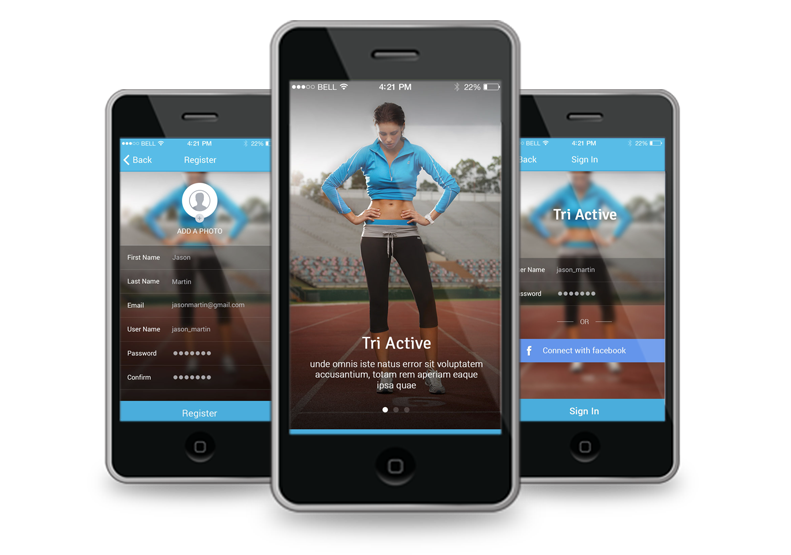 BELL 4:21 PM 22%
Back Register
ADD A PHOTO
First Name Jason
Last Name Martin
Email jasonmartin@gmail.com
User Name jason_martin
Password
Confirm
Register
BELL 4:21 PM 22%
Tri Active
unde omnis iste natus error sit voluptatem
accusantium, totam rem aperiam eaque
ipsa quae
BELL 4:21 PM 22%
Back Sign In
Tri Active
er Name jason_martin
ssword
OR
f Connect with facebook
Sign In